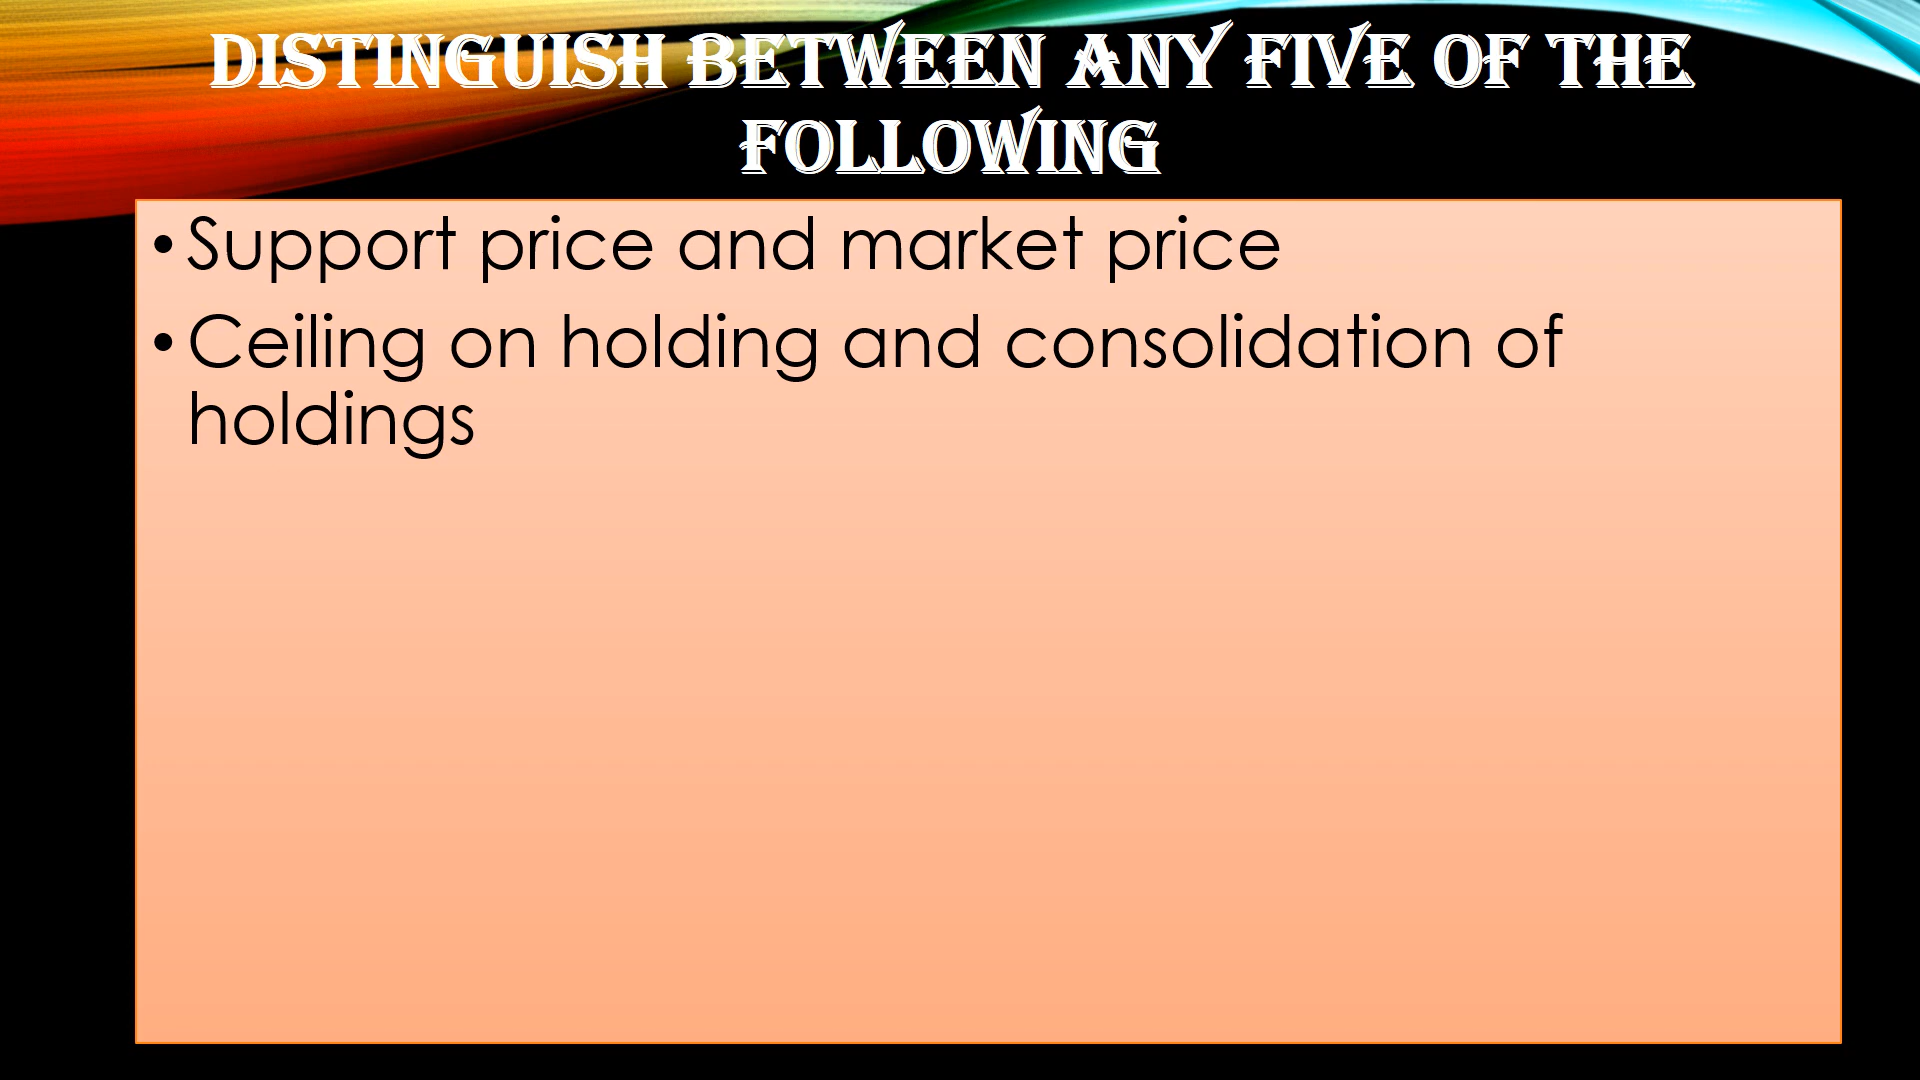 DISTINGUISH BETWEEN ANY FIVE OF THE
FOLLOWING
• Support price and market price
• Ceiling on holding and consolidation of
holdings